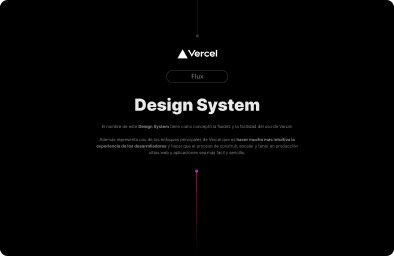 Vercel
Flux
Design System
El nombre de este Design System tiene como concepto la fluidez y la facilidad del uso de Vercel.
Además representa uno de los enfoques principales de Vercel que es hacer mucho más intuitiva la
experiencia de los desarrolladores y hacer que el proceso de construir, escalar y tener en producción
sitios web y aplicaciones sea más fácil y sencillo.